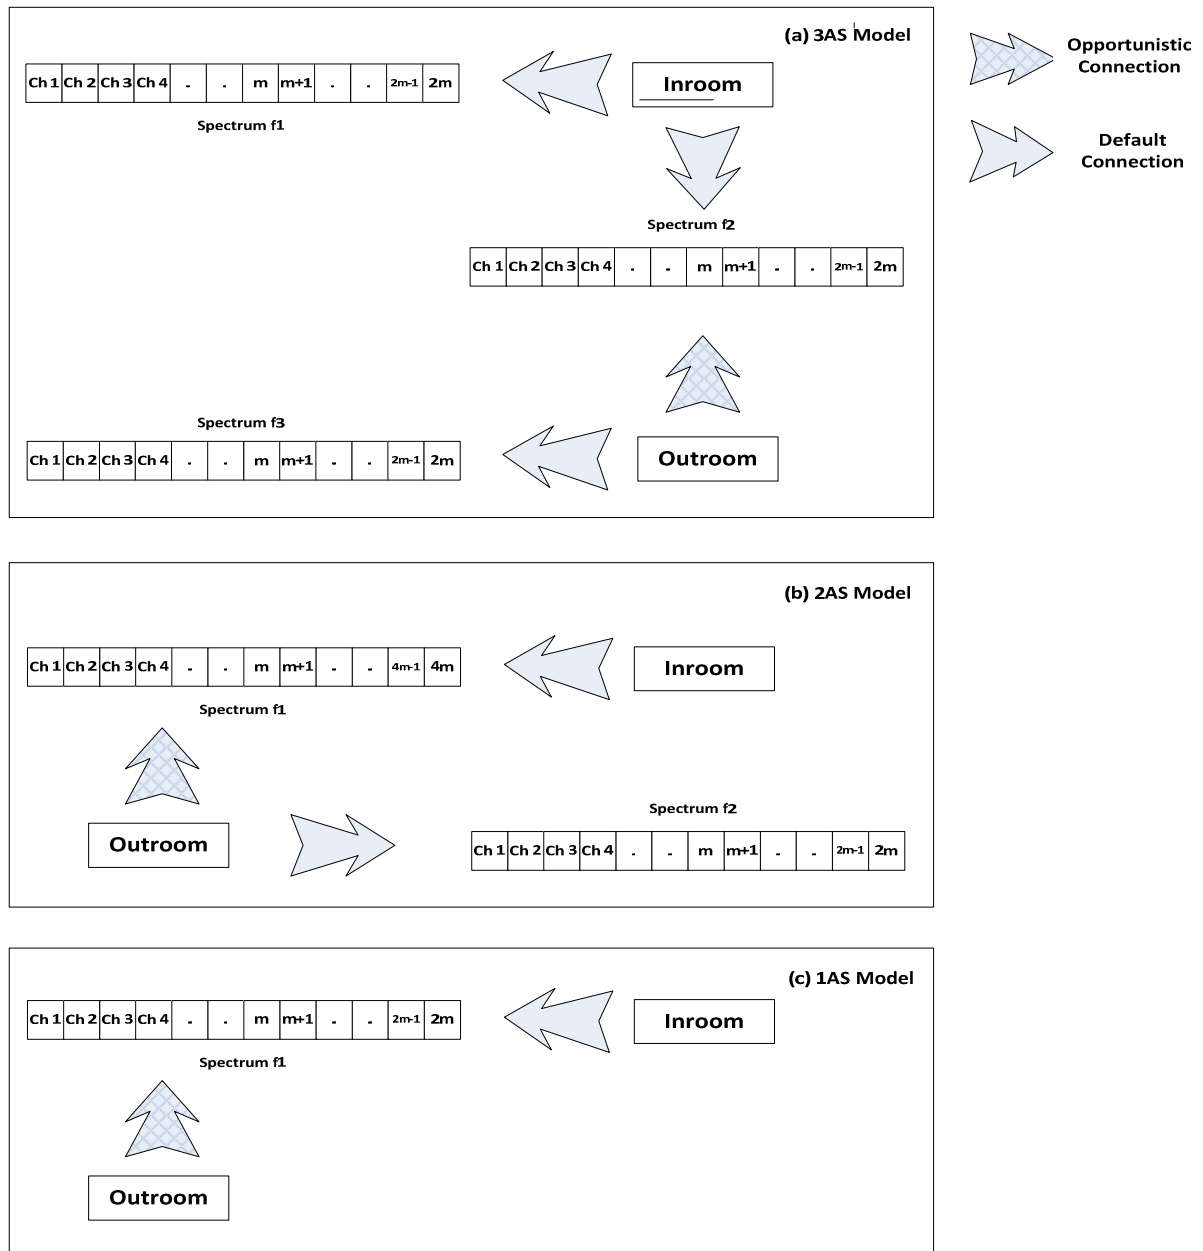 (a) 3AS Model
Opportunistic
Connection
Ch 1 Ch 2 Ch 3 Ch 4 . . m m+1 . . 2m-1 2m
Inroom
Spectrum f1
Default
Connection
Spectrum f2
Ch 1 Ch 2 Ch 3 Ch 4 . . m m+1 . . 2m-1 2m
Spectrum f3
Ch 1 Ch 2 Ch 3 Ch 4 . . m m+1 . . 2m-1 2m
Outroom
(b) 2AS Model
Ch 1 Ch 2 Ch 3 Ch 4 . . m m+1 . . 4m-1 4m
Inroom
Spectrum f1
Spectrum f2
Outroom
Ch 1 Ch 2 Ch 3 Ch 4 . . m m+1 . . 2m-1 2m
(c) 1AS Model
Ch 1 Ch 2 Ch 3 Ch 4 . . m m+1 . . 2m-1 2m
Inroom
Spectrum f1
Outroom